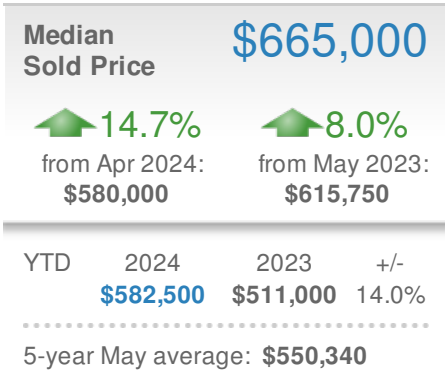 Median $665,000
Sold Price
14.7% 8.0%
from Apr 2024: from May 2023:
$580,000 $615,750
YTD 2024 2023 +/-
$582,500 $511,000 14.0%
5-year May average: $550,340